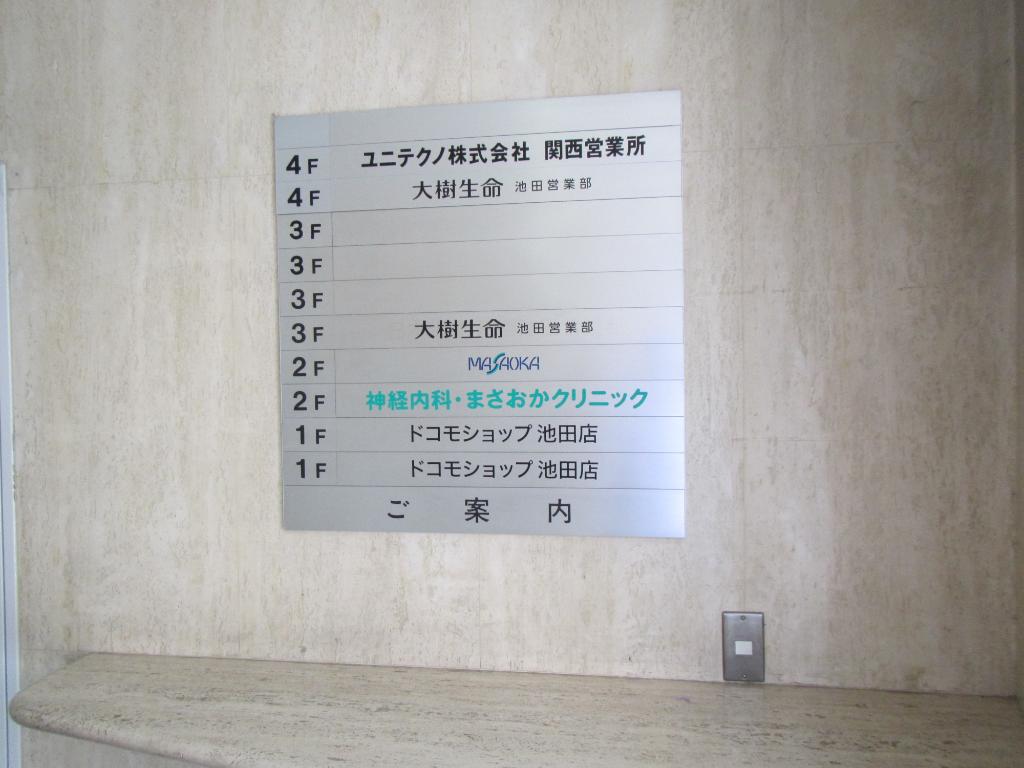 4F ユニテクノ株式会社 関西営業所
4F 大樹生命 池田営業部
3F
3F
3F
3F 大樹生命 池田営業部
2F MASAOKA
2F 神経内科・まさおかクリニック
1F ドコモショップ 池田店
1F ドコモショップ 池田店
ご案内